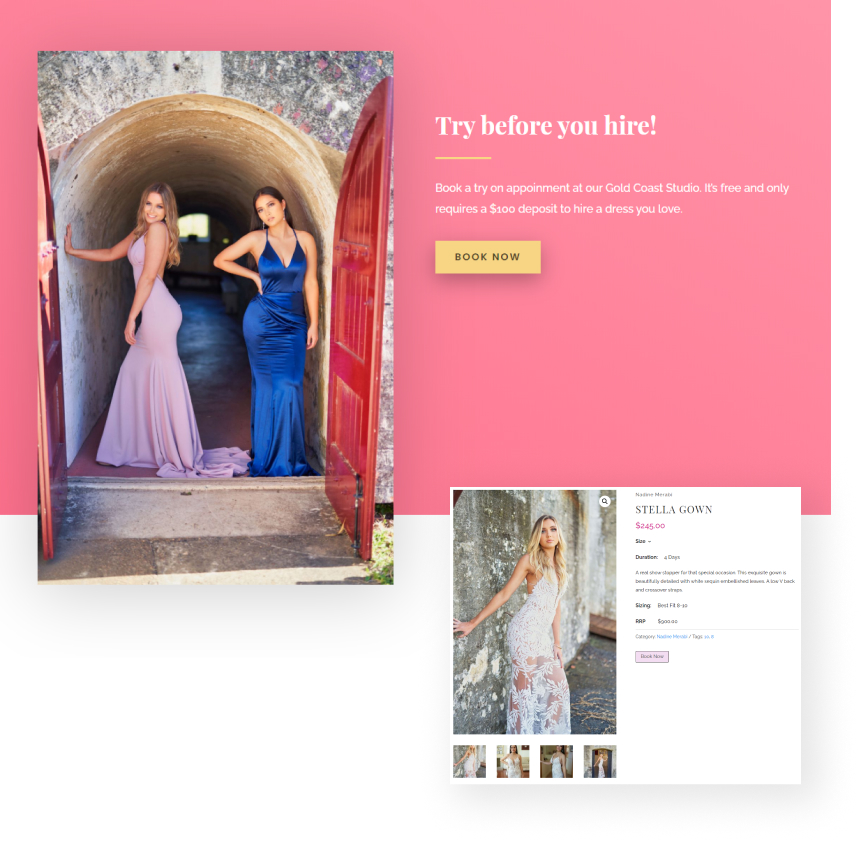 Try before you hire!
Book a try on appoinment at our Gold Coast Studio. It's free and only
requires a $100 deposit to hire a dress you love.
BOOK NOW
Nadine Merabi
STELLA GOWN
$245.00
Size –
Duration: 4 Days
A real show stopper for that special occasion. This exquisite gown is
beautifully detailed with white sequin embellished leaves. A low V back
and crossover straps.
Sizing: Best Fit 8-10
RRP $900.00
Category: Nadine Merabi / Tags: 10, 8
Book Now